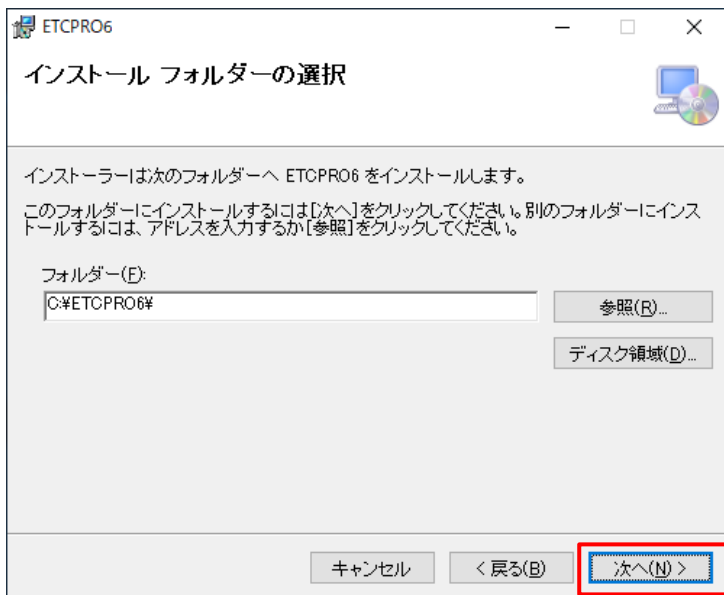 ETCPRO6
インストール フォルダーの選択
インストーラーは次のフォルダーへ ETCPRO6 をインストールします。
このフォルダーにインストールするには[次へ]をクリックしてください。別のフォルダーにインス
トールするには、アドレスを入力するか[参照]をクリックしてください。
フォルダー(F):
C:¥ETCPRO6¥
参照(R)...
ディスク領域(D)...
キャンセル
< 戻る(B)
次へ(N) >